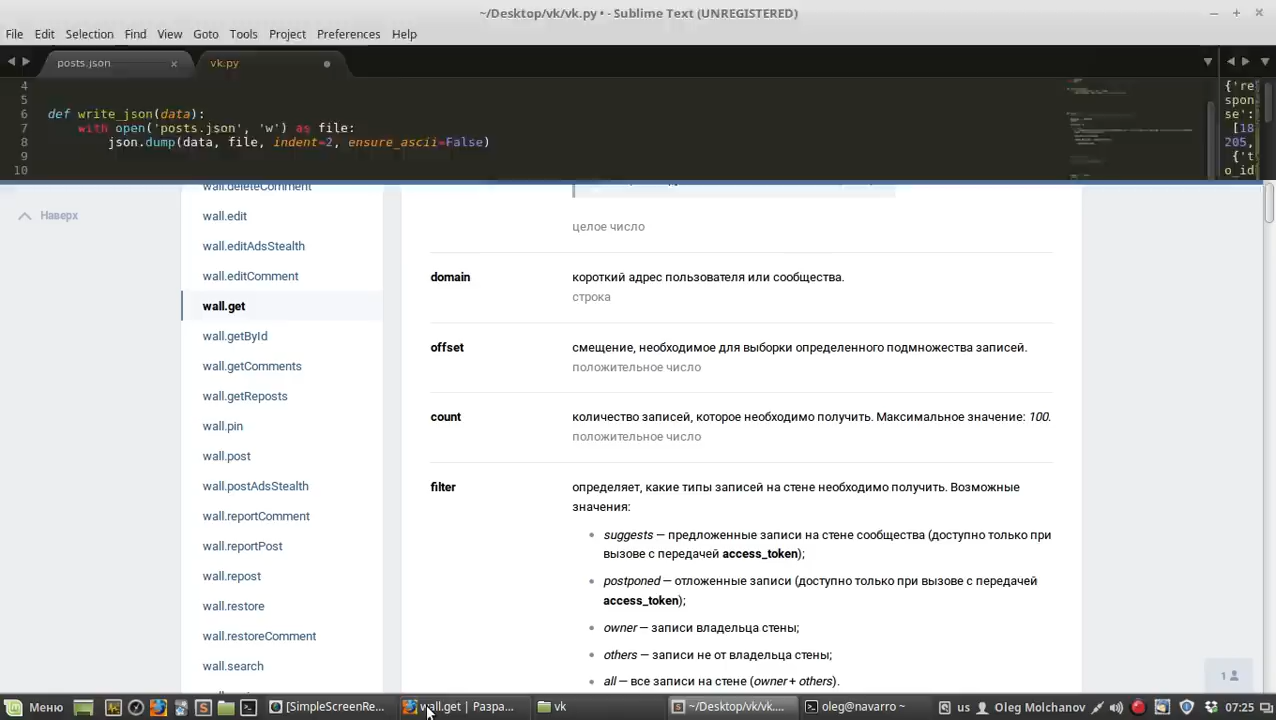 ~/Desktop/vk/vk.py • - Sublime Text (UNREGISTERED)
File Edit Selection Find View Goto Tools Project Preferences Help
posts.json × vk.py
4
5
6 def write_json(data):
7 with open('posts.json', 'w') as file:
8 json.dump(data, file, indent=2, ensure_ascii=False)
9
10
{'re
spon
se':
[18
205,
{'t
o_id
Наверх
wall.deleteComment
wall.edit
wall.editAdsStealth
wall.editComment
wall.get
wall.getById
wall.getComments
wall.getReposts
wall.pin
wall.post
wall.postAdsStealth
wall.reportComment
wall.reportPost
wall.repost
wall.restore
wall.restoreComment
wall.search
целое число
domain короткий адрес пользователя или сообщества.
строка
offset смещение, необходимое для выборки определенного подмножества записей.
положительное число
count количество записей, которое необходимо получить. Максимальное значение: 100.
положительное число
filter определяет, какие типы записей на стене необходимо получить. Возможные
значения:
• suggests — предложенные записи на стене сообщества (доступно только при
вызове с передачей access_token);
• postponed — отложенные записи (доступно только при вызове с передачей
access_token);
• owner — записи владельца стены;
• others — записи не от владельца стены;
• all — все записи на стене (owner + others).
1
Меню [SimpleScreenRe... wall.get | Разра... vk ~/Desktop/vk/vk.... oleg@navarro ~ us Oleg Molchanov 07:25